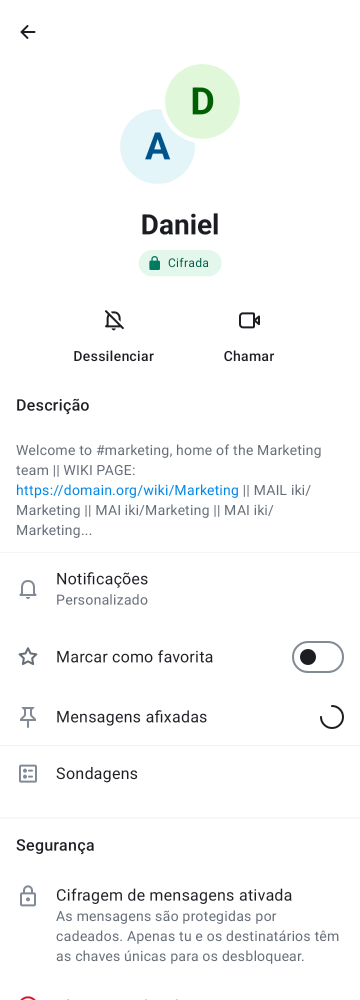 D
A
Daniel
Cifrada
Dessilenciar
Chamar
Descrição
Welcome to #marketing, home of the Marketing
team || WIKI PAGE:
https://domain.org/wiki/Marketing || MAIL iki/
Marketing || MAI iki/Marketing || MAI iki/
Marketing...
Notificações
Personalizado
Marcar como favorita
Mensagens afixadas
Sondagens
Segurança
Cifragem de mensagens ativada
As mensagens são protegidas por
cadeados. Apenas tu e os destinatários têm
as chaves únicas para os desbloquear.